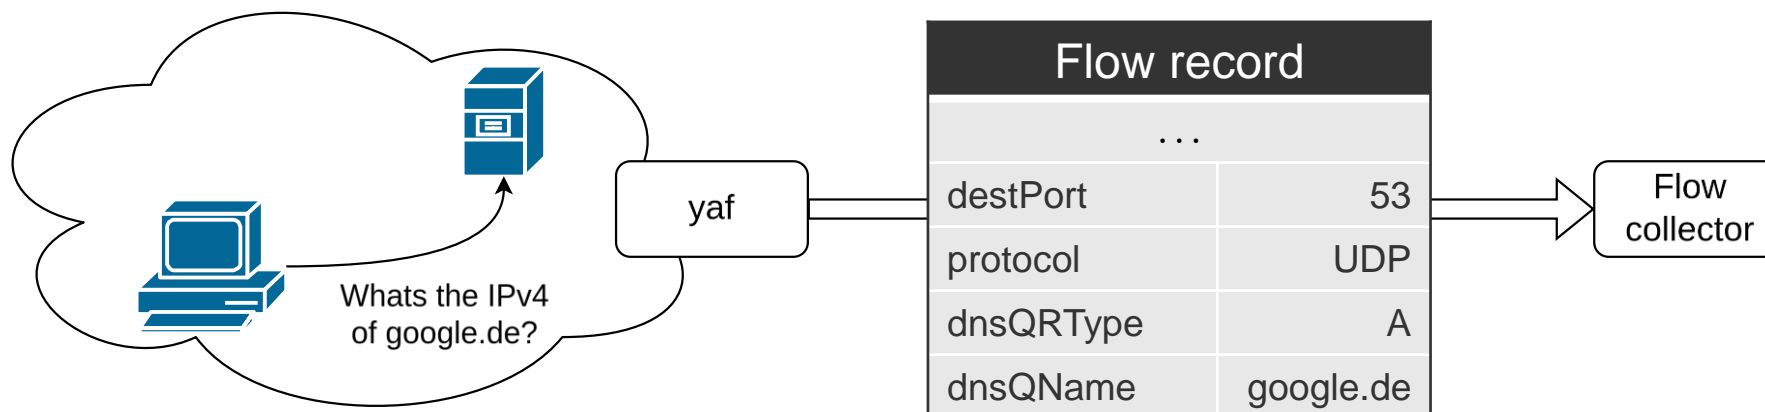 Flow record
...
destPort 53
protocol UDP
dnsQRType A
dnsQName google.de
yaf
Whats the IPv4
of google.de?
Flow
collector